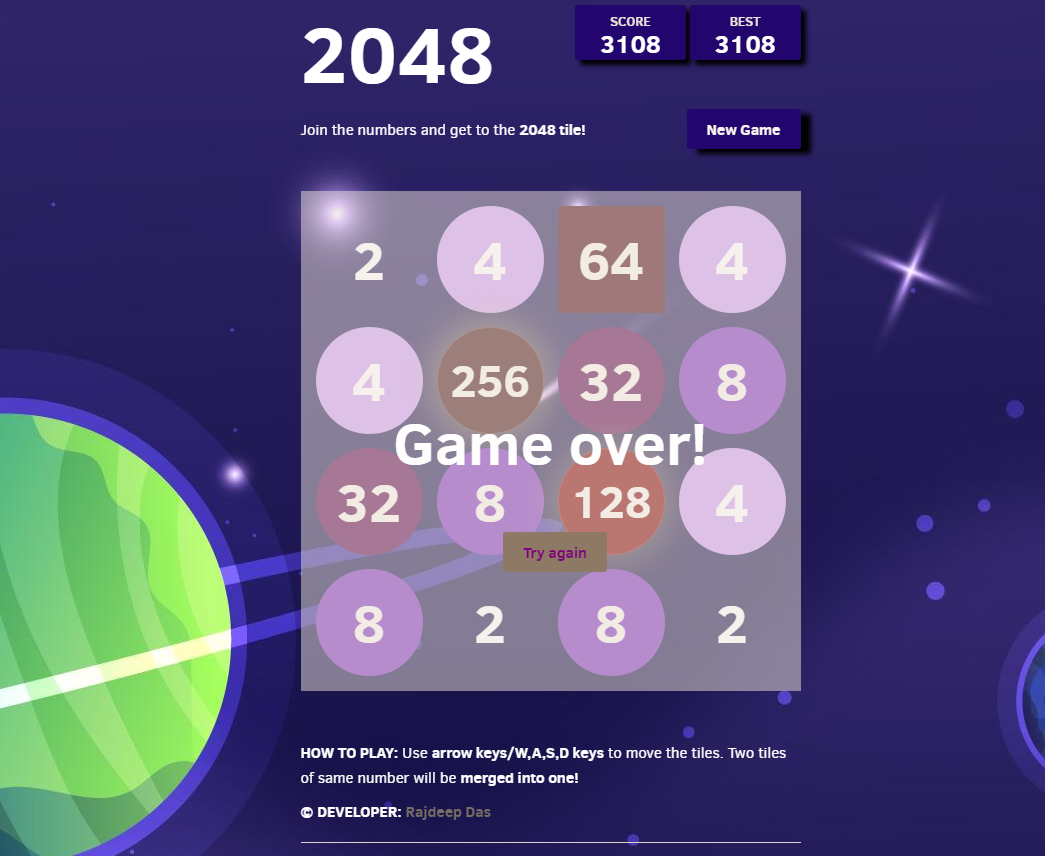 2048
SCORE
3108
BEST
3108
Join the numbers and get to the 2048 tile!
New Game
2 4 64 4
4 256 32 8
Game over!
32 8 128 4
Try again
8 2 8 2
HOW TO PLAY: Use arrow keys/W,A,S,D keys to move the tiles. Two tiles
of same number will be merged into one!
© DEVELOPER: Rajdeep Das